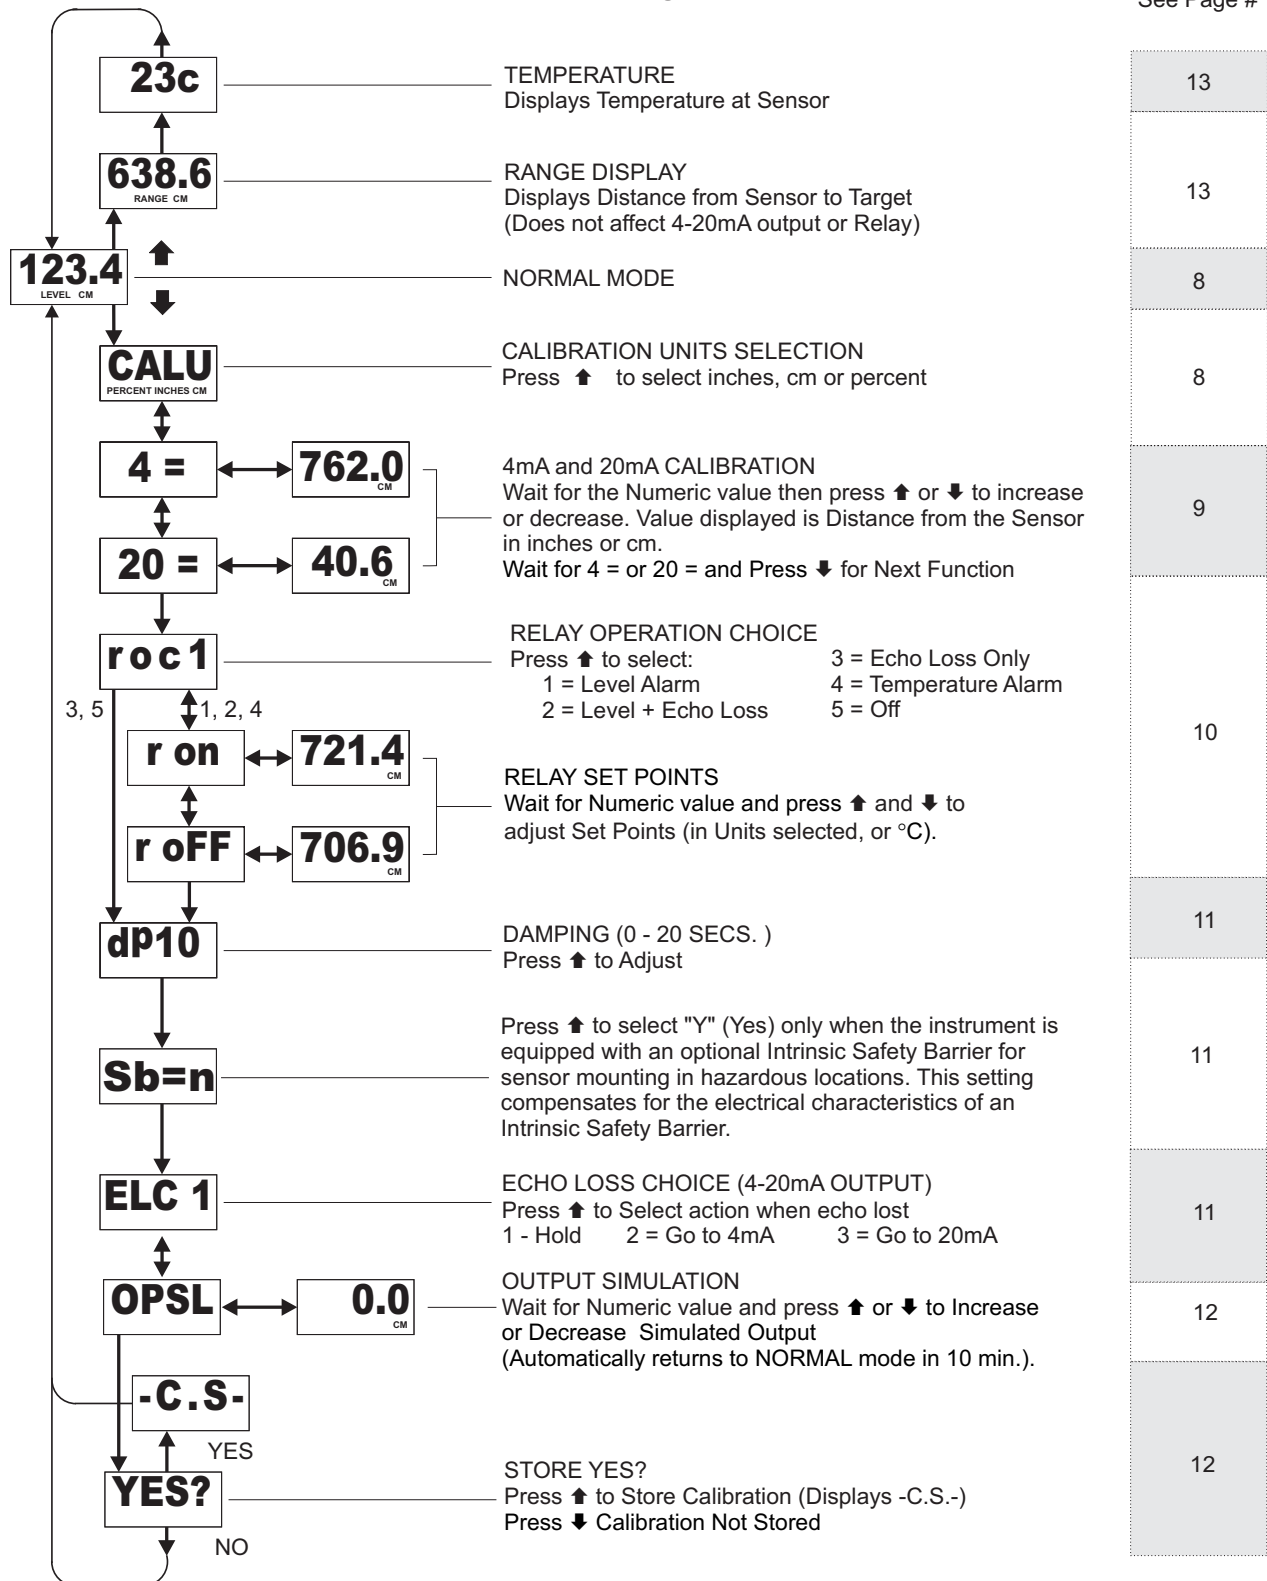 See Page #
23c
TEMPERATURE
Displays Temperature at Sensor
13
638.6
RANGE CM
RANGE DISPLAY
Displays Distance from Sensor to Target
(Does not affect 4-20mA output or Relay)
13
123.4
LEVEL CM
NORMAL MODE
8
CALU
PERCENT INCHES CM
CALIBRATION UNITS SELECTION
Press ⬆ to select inches, cm or percent
8
4 =
762.0
CM
20 =
40.6
CM
4mA and 20mA CALIBRATION
Wait for the Numeric value then press ⬆ or ⬇ to increase
or decrease. Value displayed is Distance from the Sensor
in inches or cm.
Wait for 4 = or 20 = and Press ⬇ for Next Function
9
roc1
3, 5
1, 2, 4
RELAY OPERATION CHOICE
Press ⬆ to select:
1 = Level Alarm
2 = Level + Echo Loss
3 = Echo Loss Only
4 = Temperature Alarm
5 = Off
10
r on
721.4
CM
r oFF
706.9
CM
RELAY SET POINTS
Wait for Numeric value and press ⬆ and ⬇ to
adjust Set Points (in Units selected, or °C).
dP10
DAMPING (0 - 20 SECS. )
Press ⬆ to Adjust
11
Sb=n
Press ⬆ to select "Y" (Yes) only when the instrument is
equipped with an optional Intrinsic Safety Barrier for
sensor mounting in hazardous locations. This setting
compensates for the electrical characteristics of an
Intrinsic Safety Barrier.
11
ELC 1
ECHO LOSS CHOICE (4-20mA OUTPUT)
Press ⬆ to Select action when echo lost
1 - Hold 2 = Go to 4mA 3 = Go to 20mA
11
OPSL
0.0
CM
OUTPUT SIMULATION
Wait for Numeric value and press ⬆ or ⬇ to Increase
or Decrease Simulated Output
(Automatically returns to NORMAL mode in 10 min.).
12
-C.S-
YES
YES?
NO
STORE YES?
Press ⬆ to Store Calibration (Displays -C.S.-)
Press ⬇ Calibration Not Stored
12